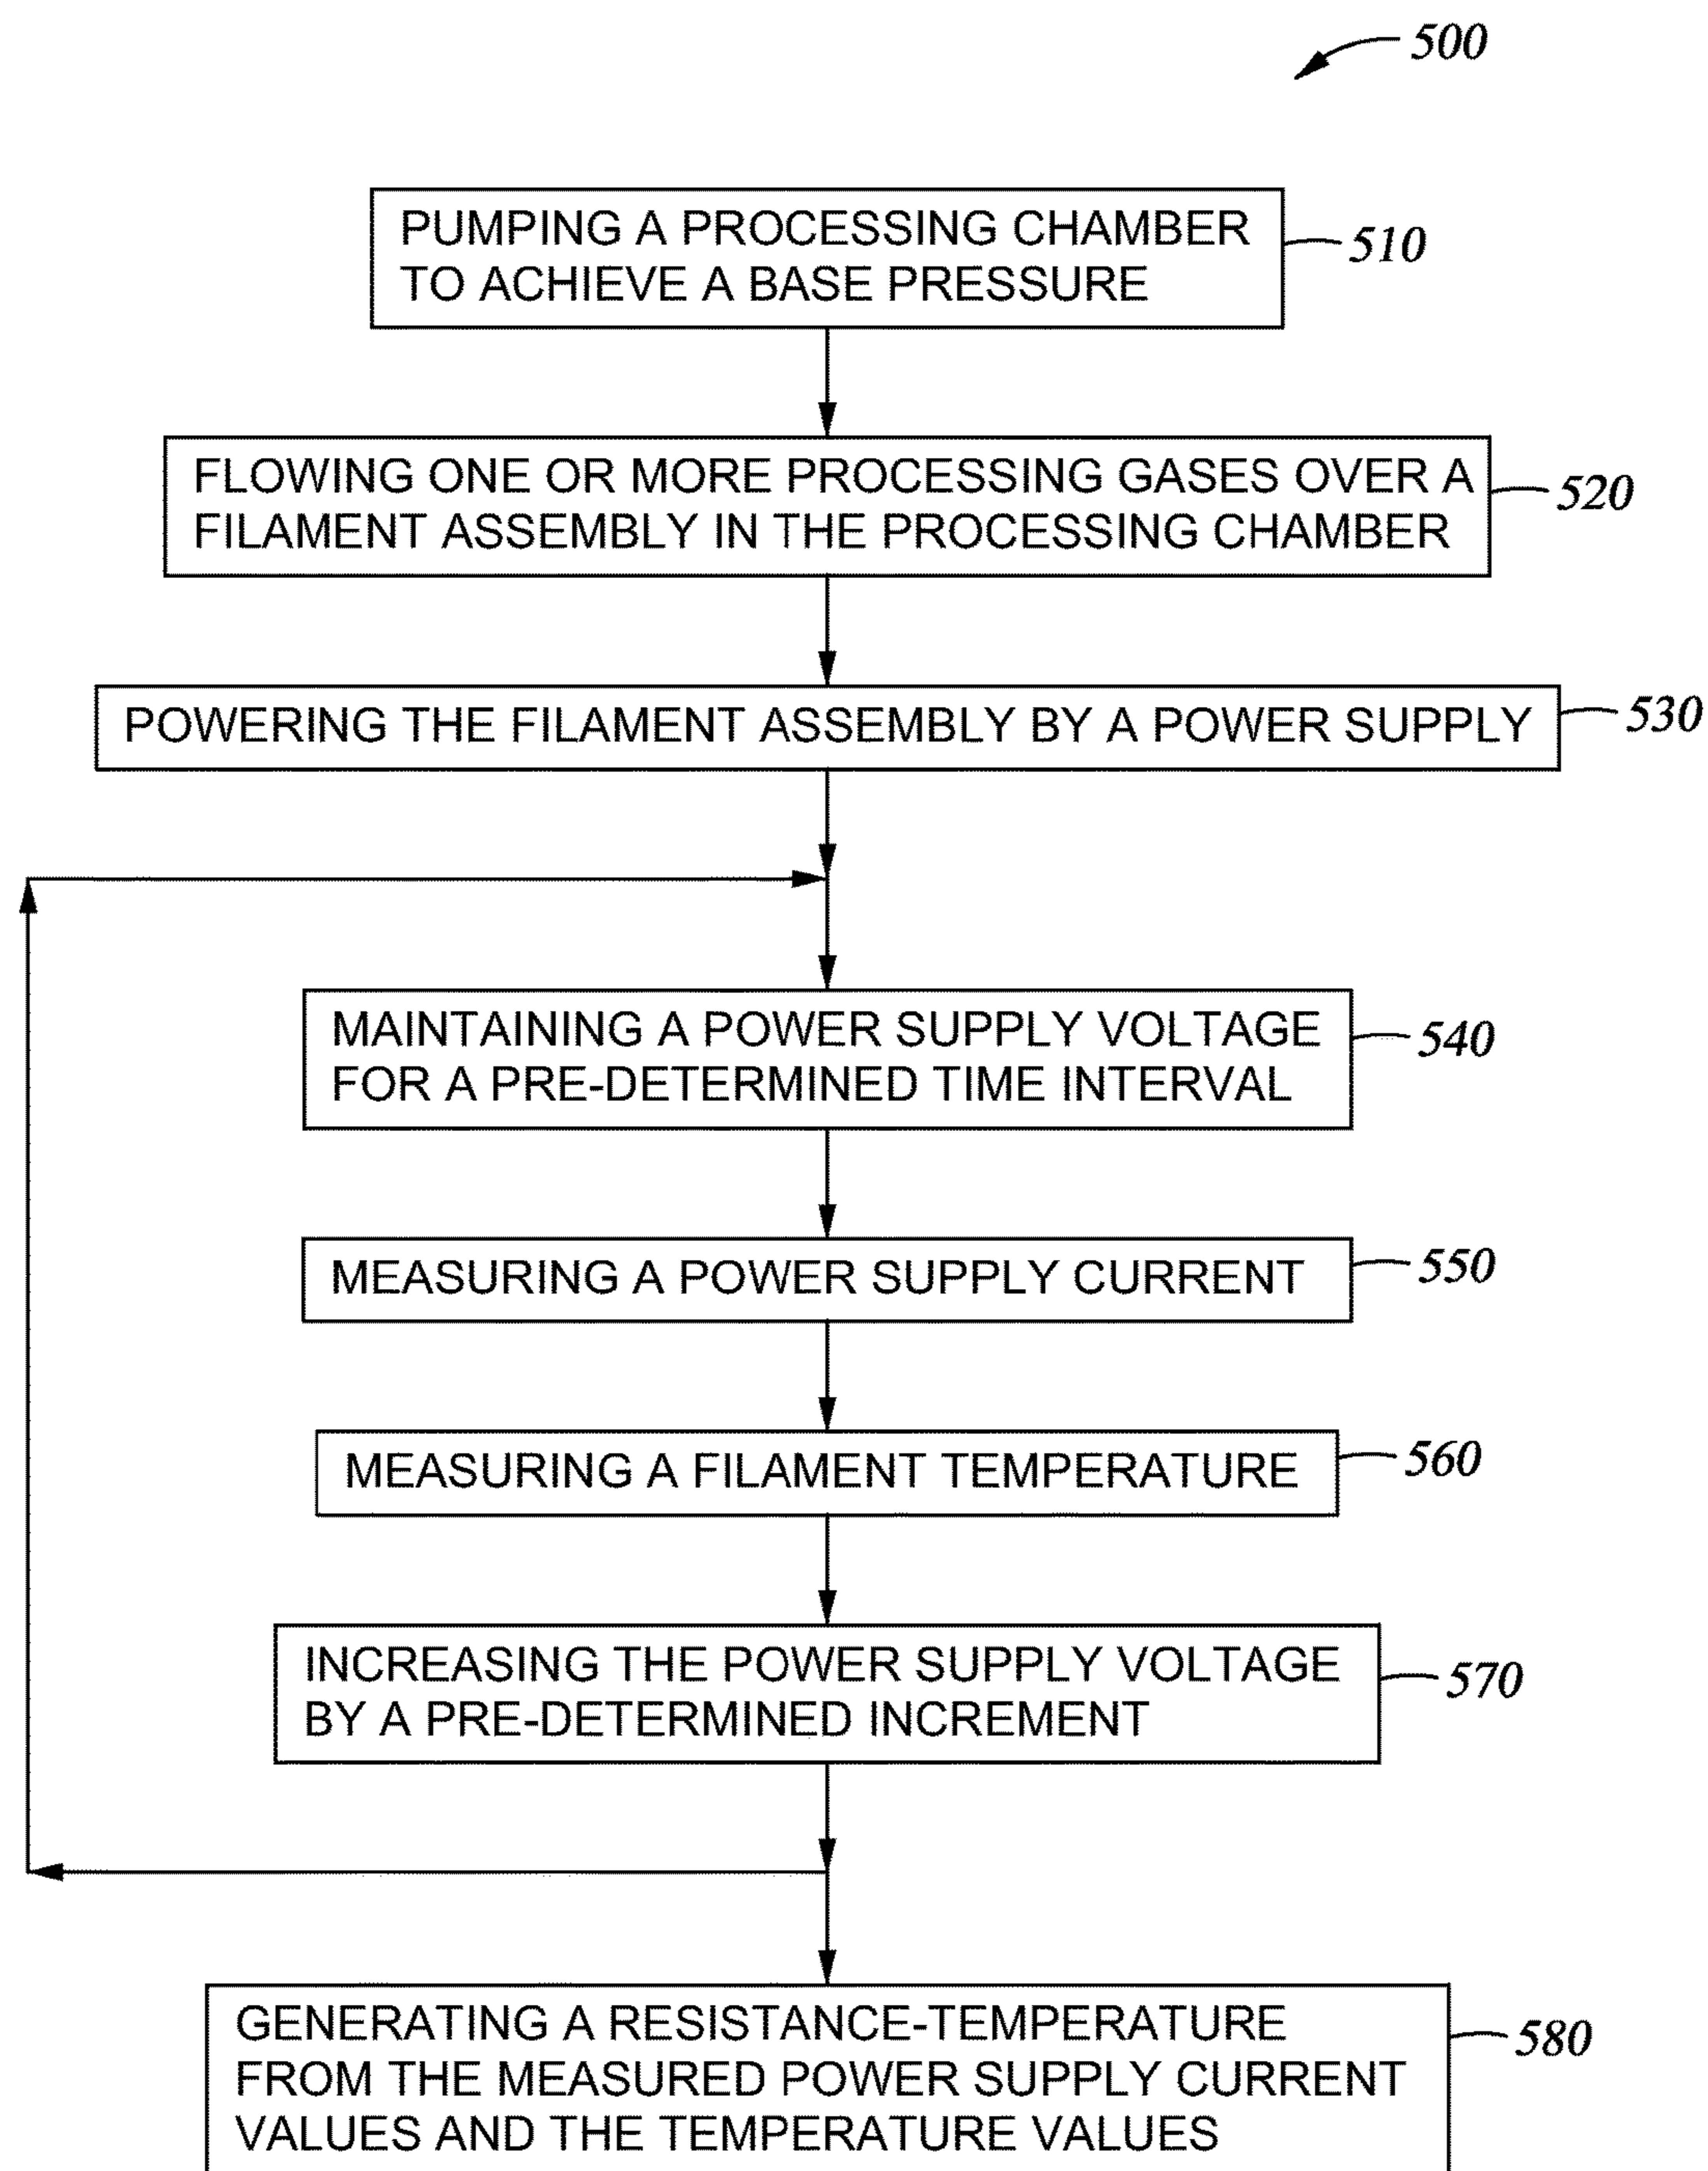 500
PUMPING A PROCESSING CHAMBER
TO ACHIEVE A BASE PRESSURE
510
FLOWING ONE OR MORE PROCESSING GASES OVER A
FILAMENT ASSEMBLY IN THE PROCESSING CHAMBER
520
POWERING THE FILAMENT ASSEMBLY BY A POWER SUPPLY
530
MAINTAINING A POWER SUPPLY VOLTAGE
FOR A PRE-DETERMINED TIME INTERVAL
540
MEASURING A POWER SUPPLY CURRENT
550
MEASURING A FILAMENT TEMPERATURE
560
INCREASING THE POWER SUPPLY VOLTAGE
BY A PRE-DETERMINED INCREMENT
570
GENERATING A RESISTANCE-TEMPERATURE
FROM THE MEASURED POWER SUPPLY CURRENT
VALUES AND THE TEMPERATURE VALUES
580